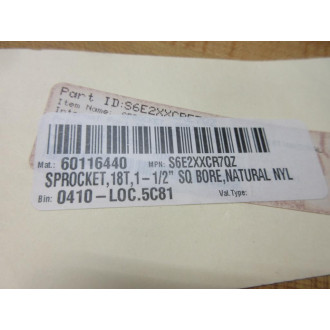 Part ID:S6E2XXCR7
Item Name:
Mat.: 60116440 MPN.: S6E2XXCR7QZ
SPROCKET,18T,1-1/2" SQ BORE,NATURAL NYL
Bin: 0410-LOC.5C81 Val.Type: